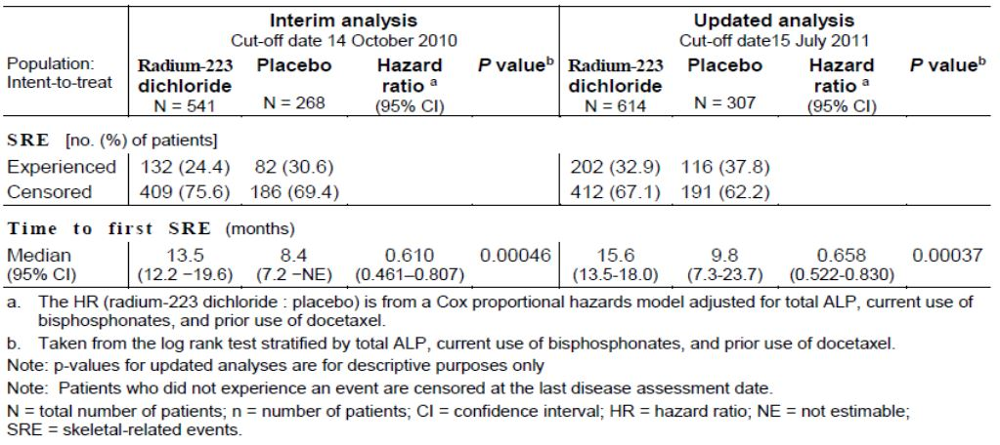 Interim analysis Updated analysis
Cut-off date 14 October 2010 Cut-off date15 July 2011
Population: Radium-223 Placebo Hazard P valueb Radium-223 Placebo Hazard P valueb
Intent-to-treat dichloride ratio a dichloride ratio a
N = 541 N = 268 (95% CI) N = 614 N = 307 (95% CI)
SRE [no. (%) of patients]
Experienced 132 (24.4) 82 (30.6) 202 (32.9) 116 (37.8)
Censored 409 (75.6) 186 (69.4) 412 (67.1) 191 (62.2)
Time to first SRE (months)
Median 13.5 8.4 0.610 0.00046 15.6 9.8 0.658 0.00037
(95% CI) (12.2 –19.6) (7.2 –NE) (0.461–0.807) (13.5-18.0) (7.3-23.7) (0.522-0.830)
a. The HR (radium-223 dichloride : placebo) is from a Cox proportional hazards model adjusted for total ALP, current use of
bisphosphonates, and prior use of docetaxel.
b. Taken from the log rank test stratified by total ALP, current use of bisphosphonates, and prior use of docetaxel.
Note: p-values for updated analyses are for descriptive purposes only
Note: Patients who did not experience an event are censored at the last disease assessment date.
N = total number of patients; n = number of patients; CI = confidence interval; HR = hazard ratio; NE = not estimable;
SRE = skeletal-related events.